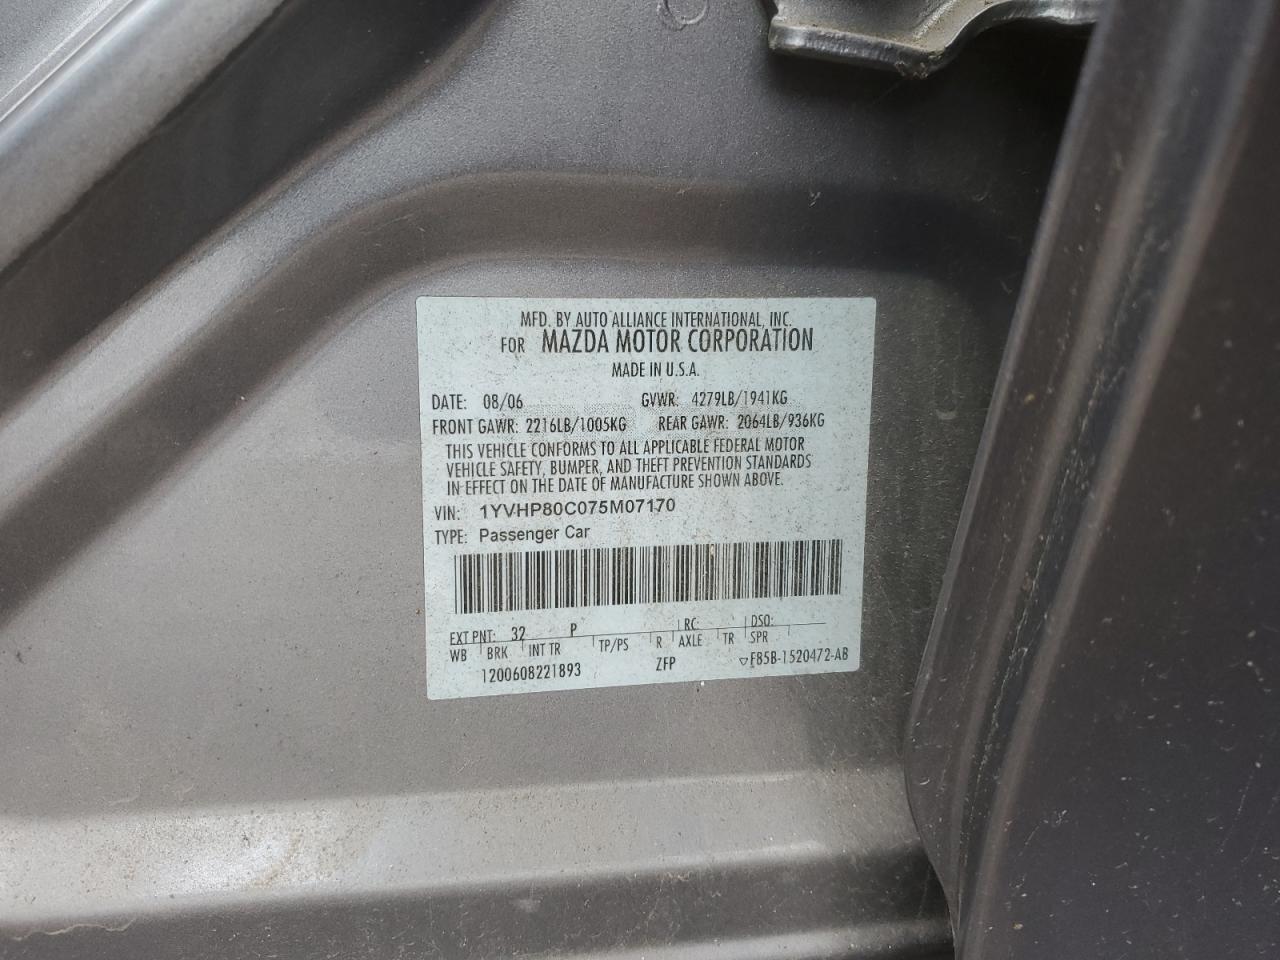 MFD. BY AUTO ALLIANCE INTERNATIONAL, INC.
FOR MAZDA MOTOR CORPORATION
MADE IN U.S.A.
DATE: 08/06 GVWR: 4279LB/1941KG
FRONT GAWR: 2216LB/1005KG REAR GAWR: 2064LB/936KG
THIS VEHICLE CONFORMS TO ALL APPLICABLE FEDERAL MOTOR
VEHICLE SAFETY, BUMPER, AND THEFT PREVENTION STANDARDS
IN EFFECT ON THE DATE OF MANUFACTURE SHOWN ABOVE.
VIN: 1YVHP80C075M07170
TYPE: Passenger Car
EXT PNT: 32 P RC: DSO:
WB BRK INT TR TP/PS R AXLE TR SPR
1200608221893 ZFP ▽F85B-1520472-AB